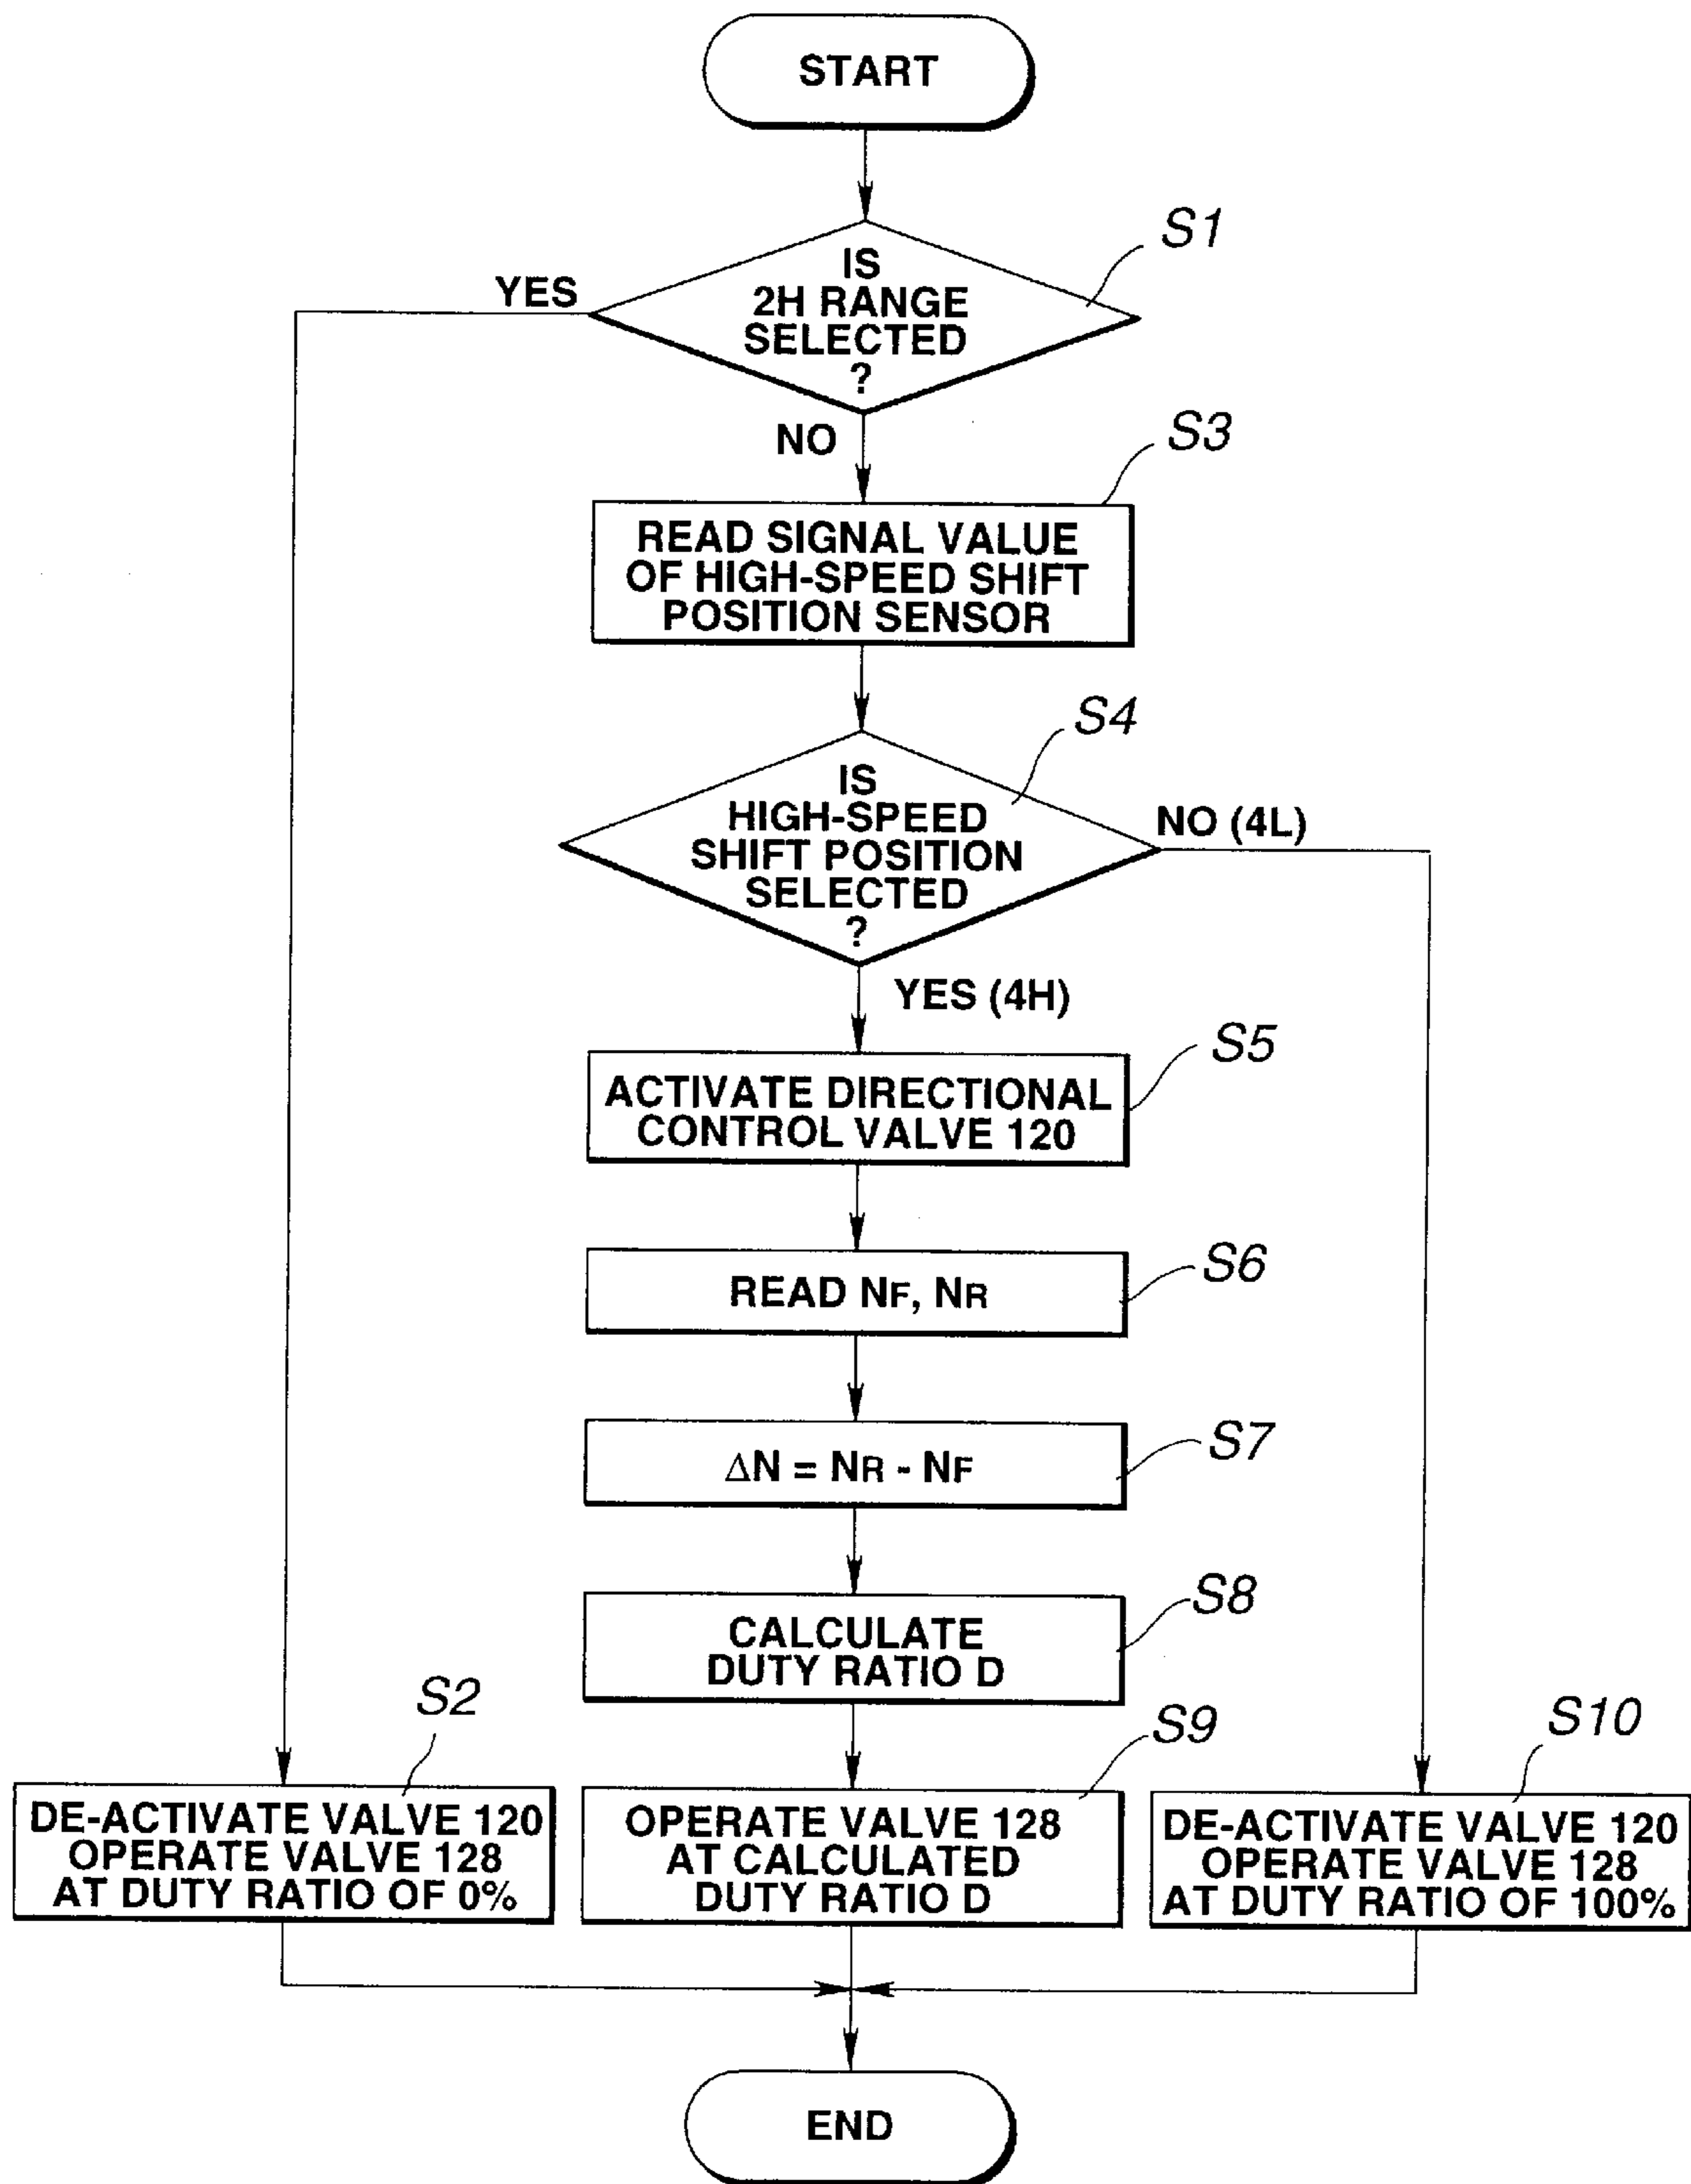 START
S1
IS
2H RANGE
SELECTED
?
YES
NO
S3
READ SIGNAL VALUE
OF HIGH-SPEED SHIFT
POSITION SENSOR
S4
IS
HIGH-SPEED
SHIFT POSITION
SELECTED
?
NO (4L)
YES (4H)
S5
ACTIVATE DIRECTIONAL
CONTROL VALVE 120
S6
READ NF, NR
S7
ΔN = NR - NF
S8
CALCULATE
DUTY RATIO D
S2
DE-ACTIVATE VALVE 120
OPERATE VALVE 128
AT DUTY RATIO OF 0%
S9
OPERATE VALVE 128
AT CALCULATED
DUTY RATIO D
S10
DE-ACTIVATE VALVE 120
OPERATE VALVE 128
AT DUTY RATIO OF 100%
END